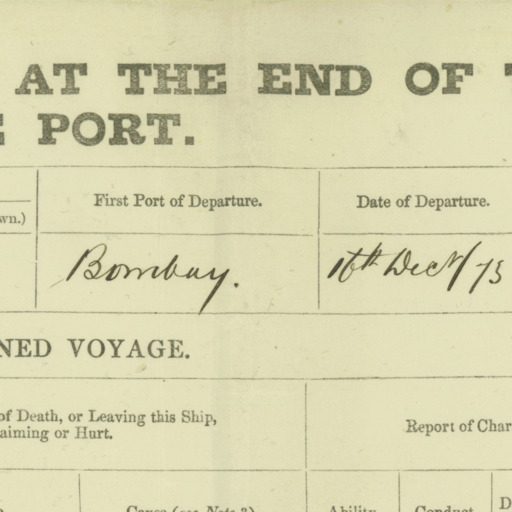 AT THE END OF
PORT.
First Port of Departure.
Date of Departure.
wn.)
Bombay.
16th Decr/75
NED VOYAGE.
of Death, or Leaving this Ship,
aiming or Hurt.
Report of Char
Cause (see Note 3)
Ability
Conduct
D